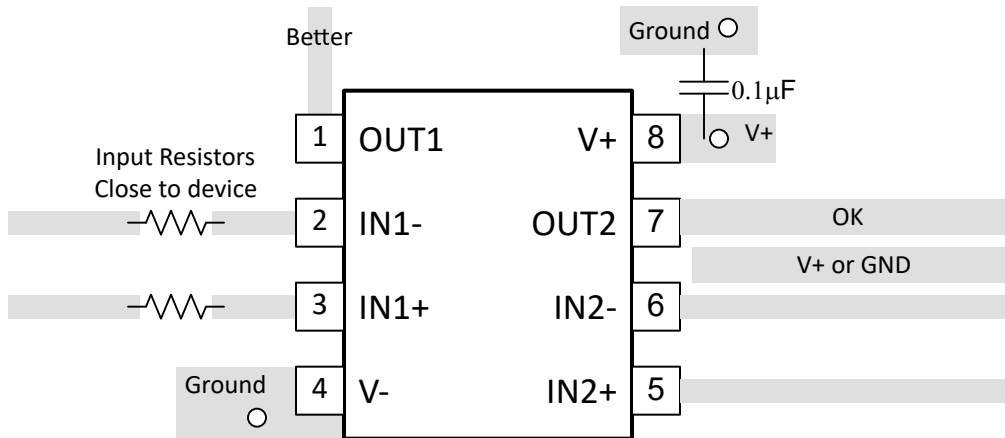 Better
Ground
0.1μF
1 OUT1 V+ 8 V+
Input Resistors
Close to device
2 IN1- OUT2 7 OK
V+ or GND
3 IN1+ IN2- 6
Ground 4 V- IN2+ 5